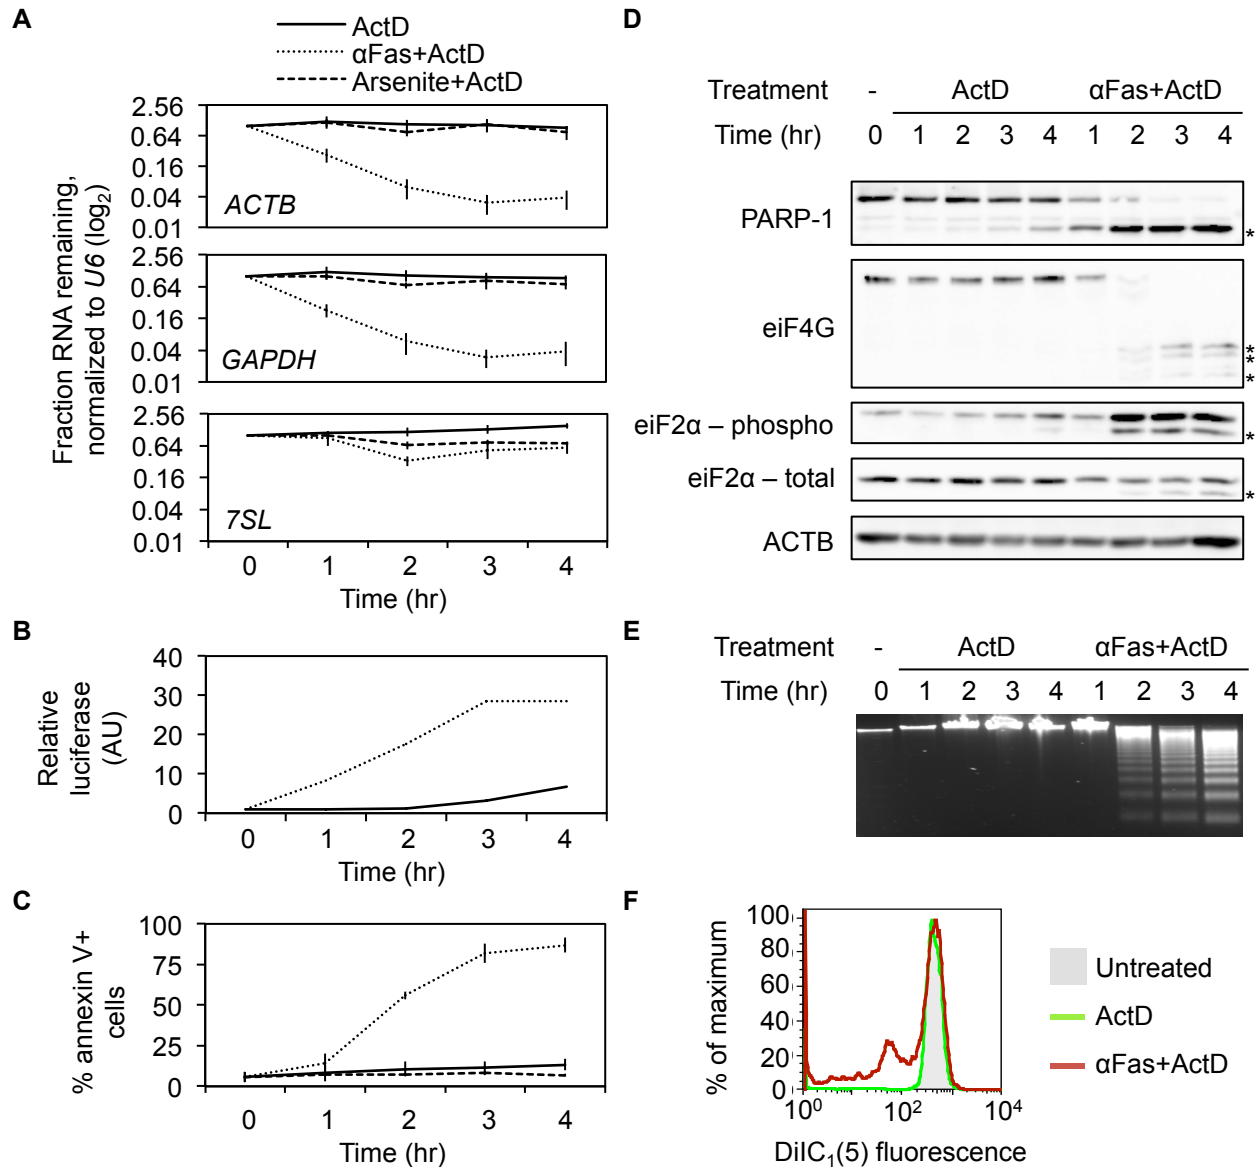 A
ActD
αFas+ActD
Arsenite+ActD
Fraction RNA remaining,
normalized to U6 (log2)
2.56
0.64
0.16
0.04
0.01
ACTB
2.56
0.64
0.16
0.04
0.01
GAPDH
2.56
0.64
0.16
0.04
0.01
7SL
0 1 2 3 4
Time (hr)
B
Relative
luciferase
(AU)
40
30
20
10
0
0 1 2 3 4
Time (hr)
C
% annexin V+
cells
100
75
50
25
0
0 1 2 3 4
Time (hr)
D
Treatment - ActD αFas+ActD
Time (hr) 0 1 2 3 4 1 2 3 4
PARP-1
*
eiF4G
*
*
*
eiF2α – phospho
*
eiF2α – total
*
ACTB
E
Treatment - ActD αFas+ActD
Time (hr) 0 1 2 3 4 1 2 3 4
F
% of maximum
100
80
60
40
20
0
10⁰ 10² 10⁴
DiIC₁(5) fluorescence
Untreated
ActD
αFas+ActD